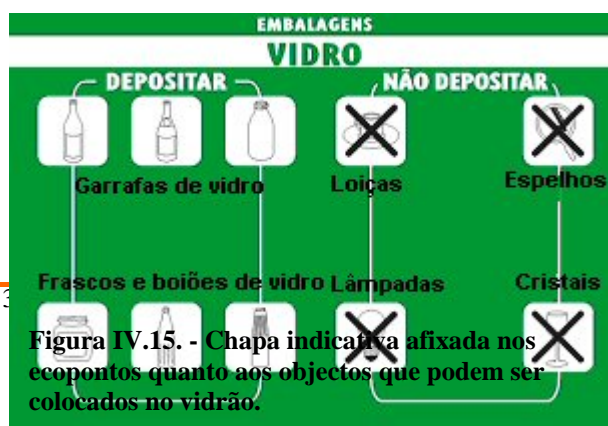 EMBALAGENS
VIDRO
DEPOSITAR NÃO DEPOSITAR
Garrafas de vidro Loiças Espelhos
Frascos e boiões de vidro Lâmpadas Cristais
3
Figura IV.15. - Chapa indicativa afixada nos
ecopontos quanto aos objectos que podem ser
colocados no vidrão.